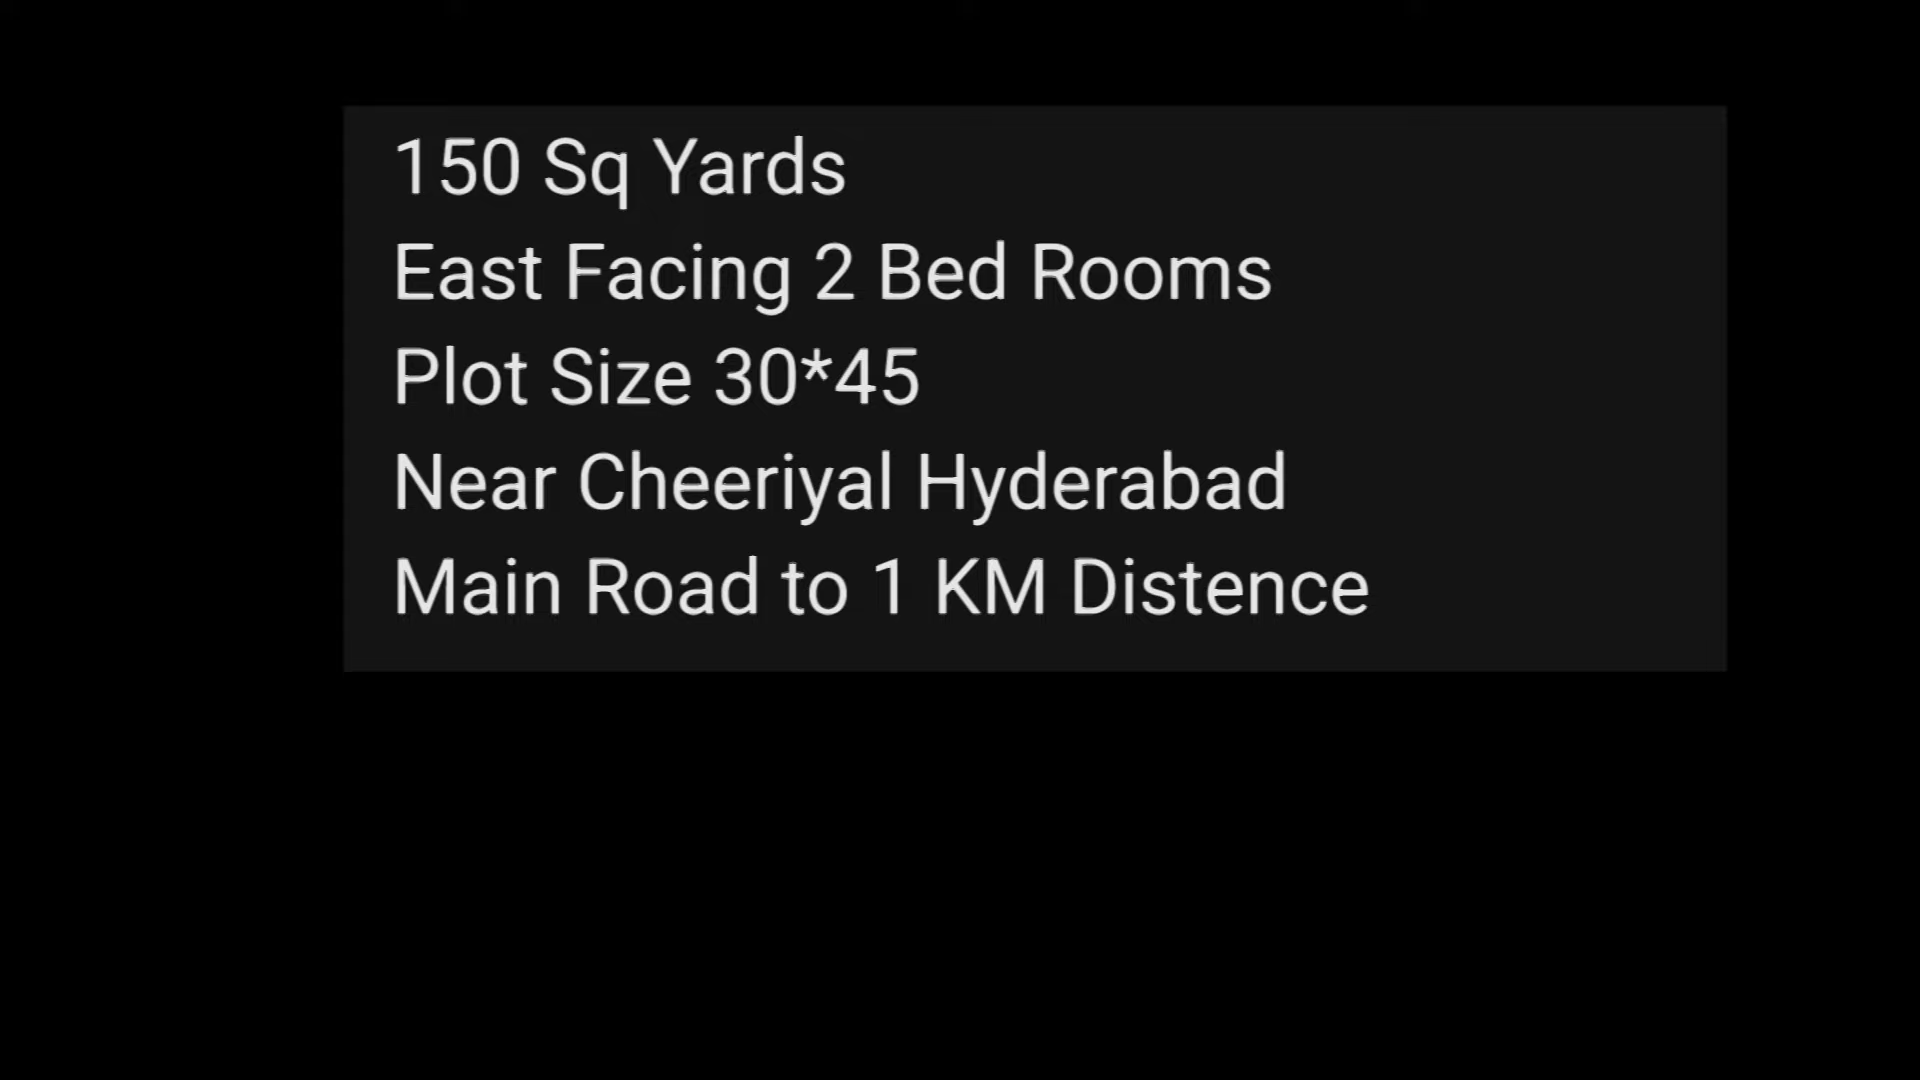 150 Sq Yards
East Facing 2 Bed Rooms
Plot Size 30*45
Near Cheeriyal Hyderabad
Main Road to 1 KM Distence